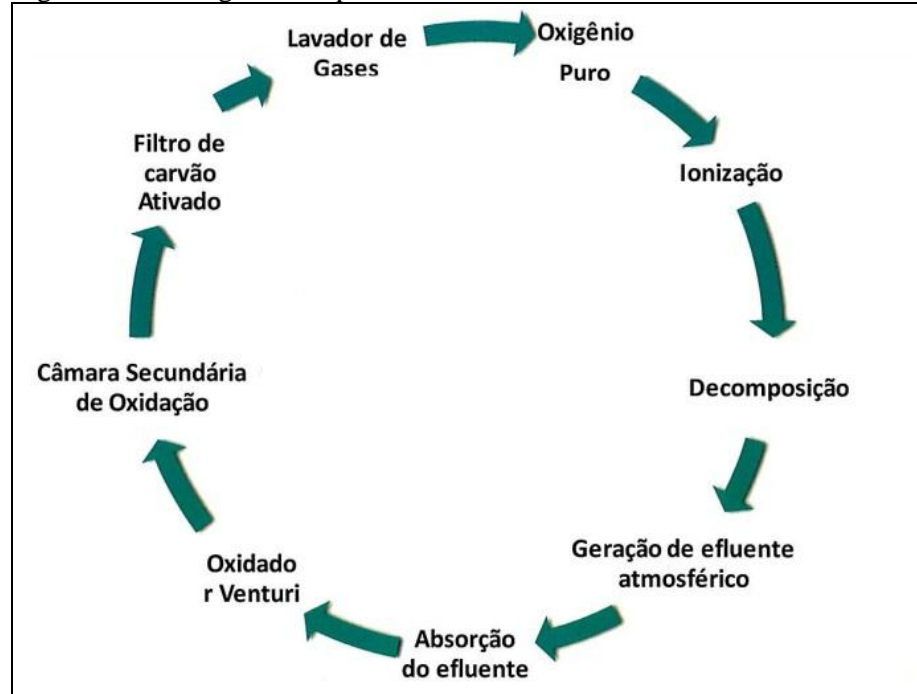 Lavador de
Gases
Oxigênio
Puro
Ionização
Decomposição
Geração de efluente
atmosférico
Absorção
do efluente
Oxidado
r Venturi
Câmara Secundária
de Oxidação
Filtro de
carvão
Ativado